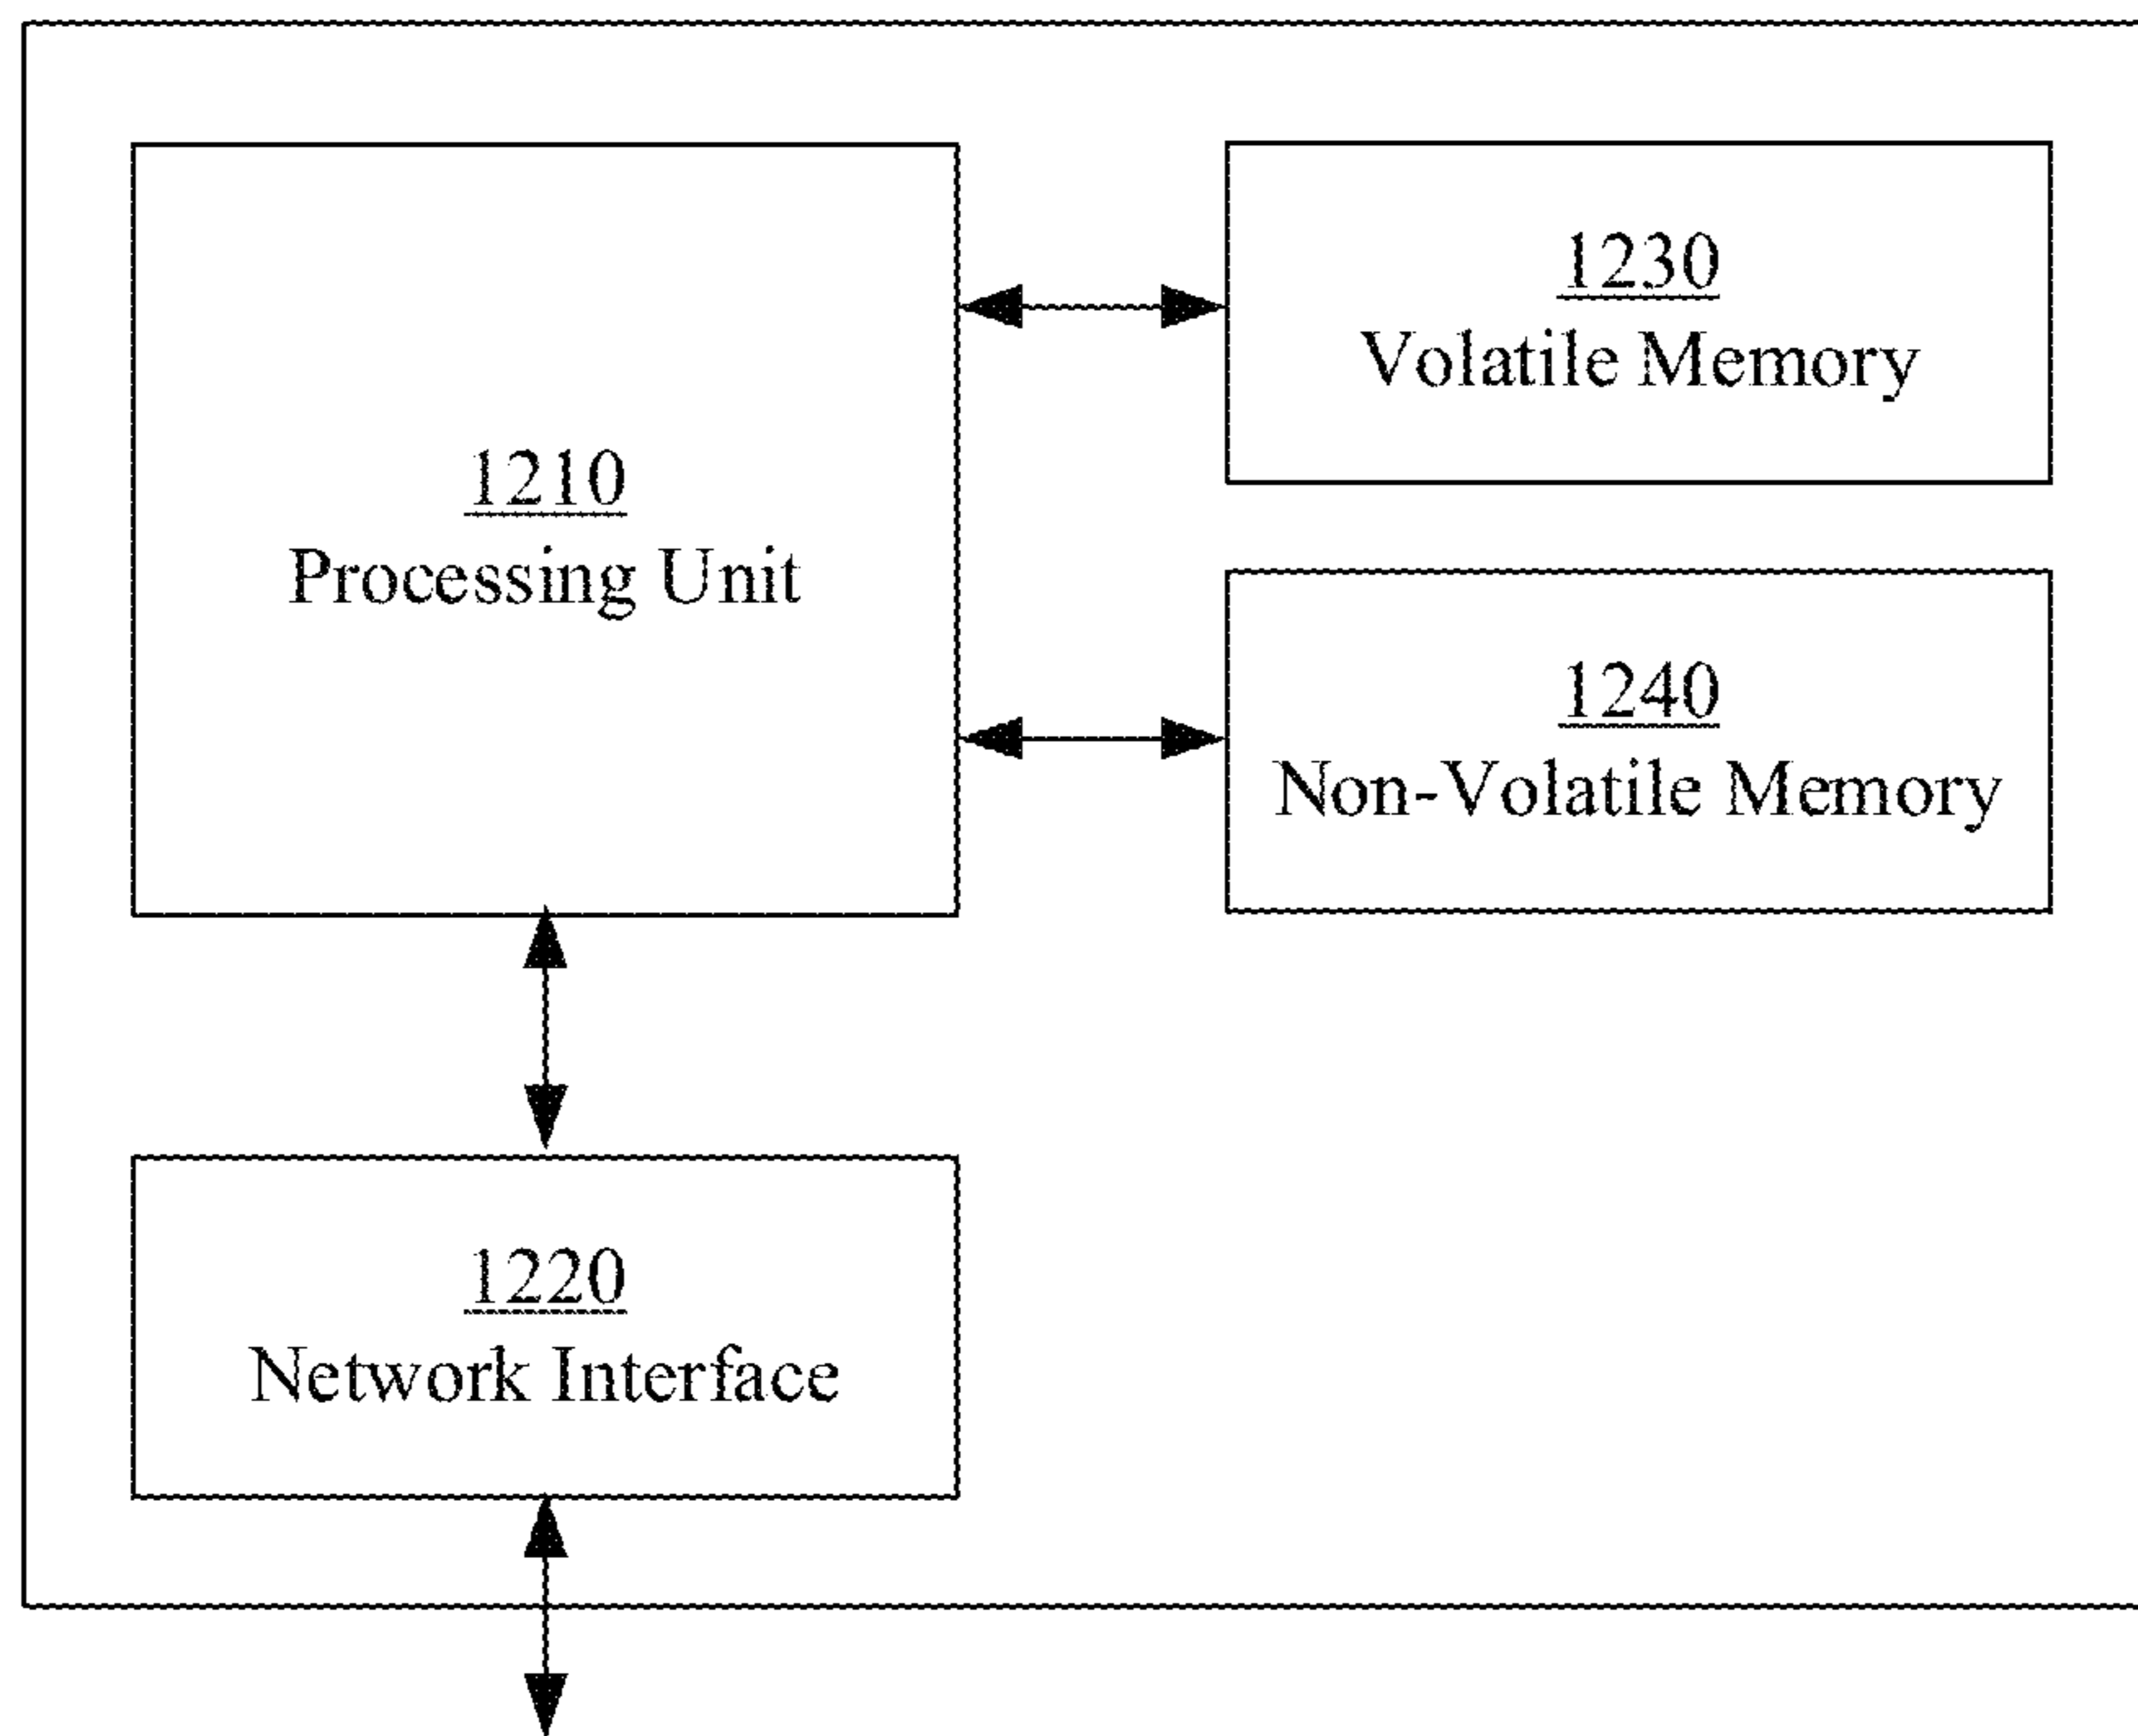 1210
Processing Unit
1230
Volatile Memory
1240
Non-Volatile Memory
1220
Network Interface